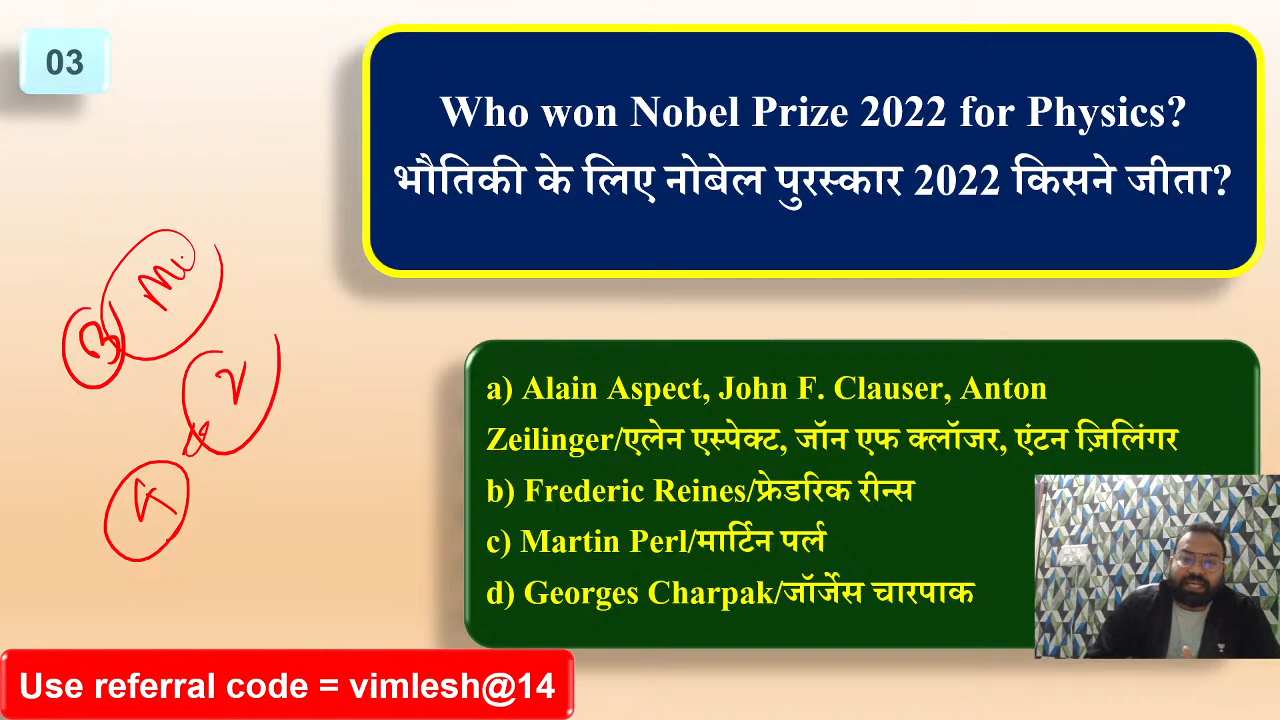 03
Who won Nobel Prize 2022 for Physics?
भौतिकी के लिए नोबेल पुरस्कार 2022 किसने जीता?
a) Alain Aspect, John F. Clauser, Anton
Zeilinger/एलेन एस्पेक्ट, जॉन एफ क्लॉजर, एंटन ज़िलिंगर
b) Frederic Reines/फ्रेडरिक रीन्स
c) Martin Perl/मार्टिन पर्ल
d) Georges Charpak/जॉर्जेस चारपाक
Use referral code = vimlesh@14